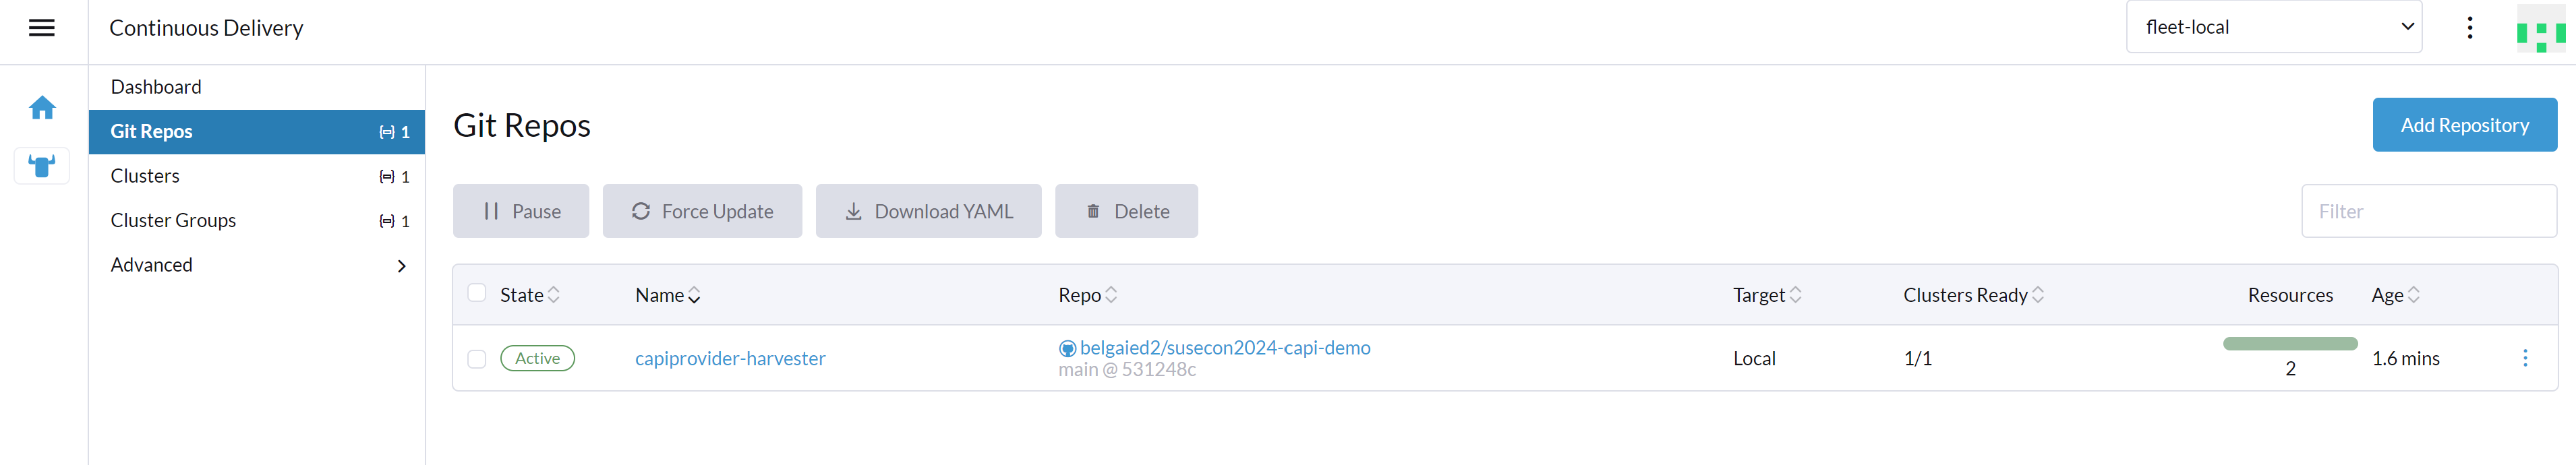 Continuous Delivery
fleet-local
Dashboard
Git Repos 1
Clusters 1
Cluster Groups 1
Advanced
Git Repos
Add Repository
Pause
Force Update
Download YAML
Delete
Filter
State Name Repo Target Clusters Ready Resources Age
Active capiprovider-harvester belgaied2/susecon2024-capi-demo Local 1/1 2 1.6 mins
main @ 531248c